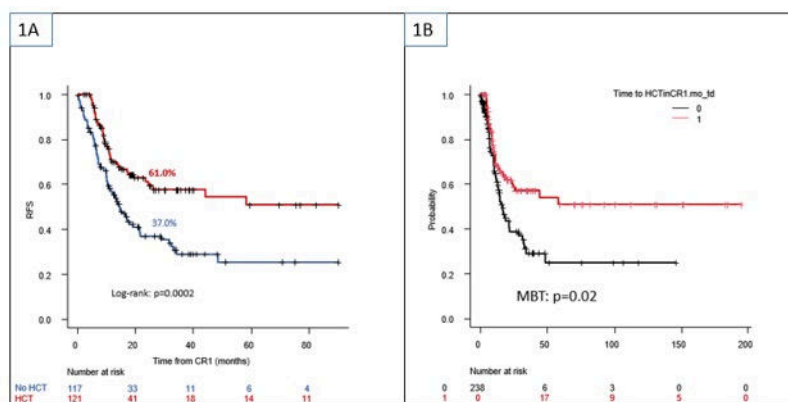 1A
1.0
0.8
0.6
0.4
0.2
0.0
RFS
61.0%
37.0%
Log-rank: p=0.0002
0 20 40 60 80
Time from CR1 (months)
Number at risk
No HCT 117 33 11 6 4
HCT 121 41 18 14 11
1B
Time to HCTinCR1.mo_td
0
1
1.0
0.8
0.6
0.4
0.2
0.0
Probability
MBT: p=0.02
0 50 100 150 200
Number at risk
0 238 6 3 0 0
1 0 17 9 5 0